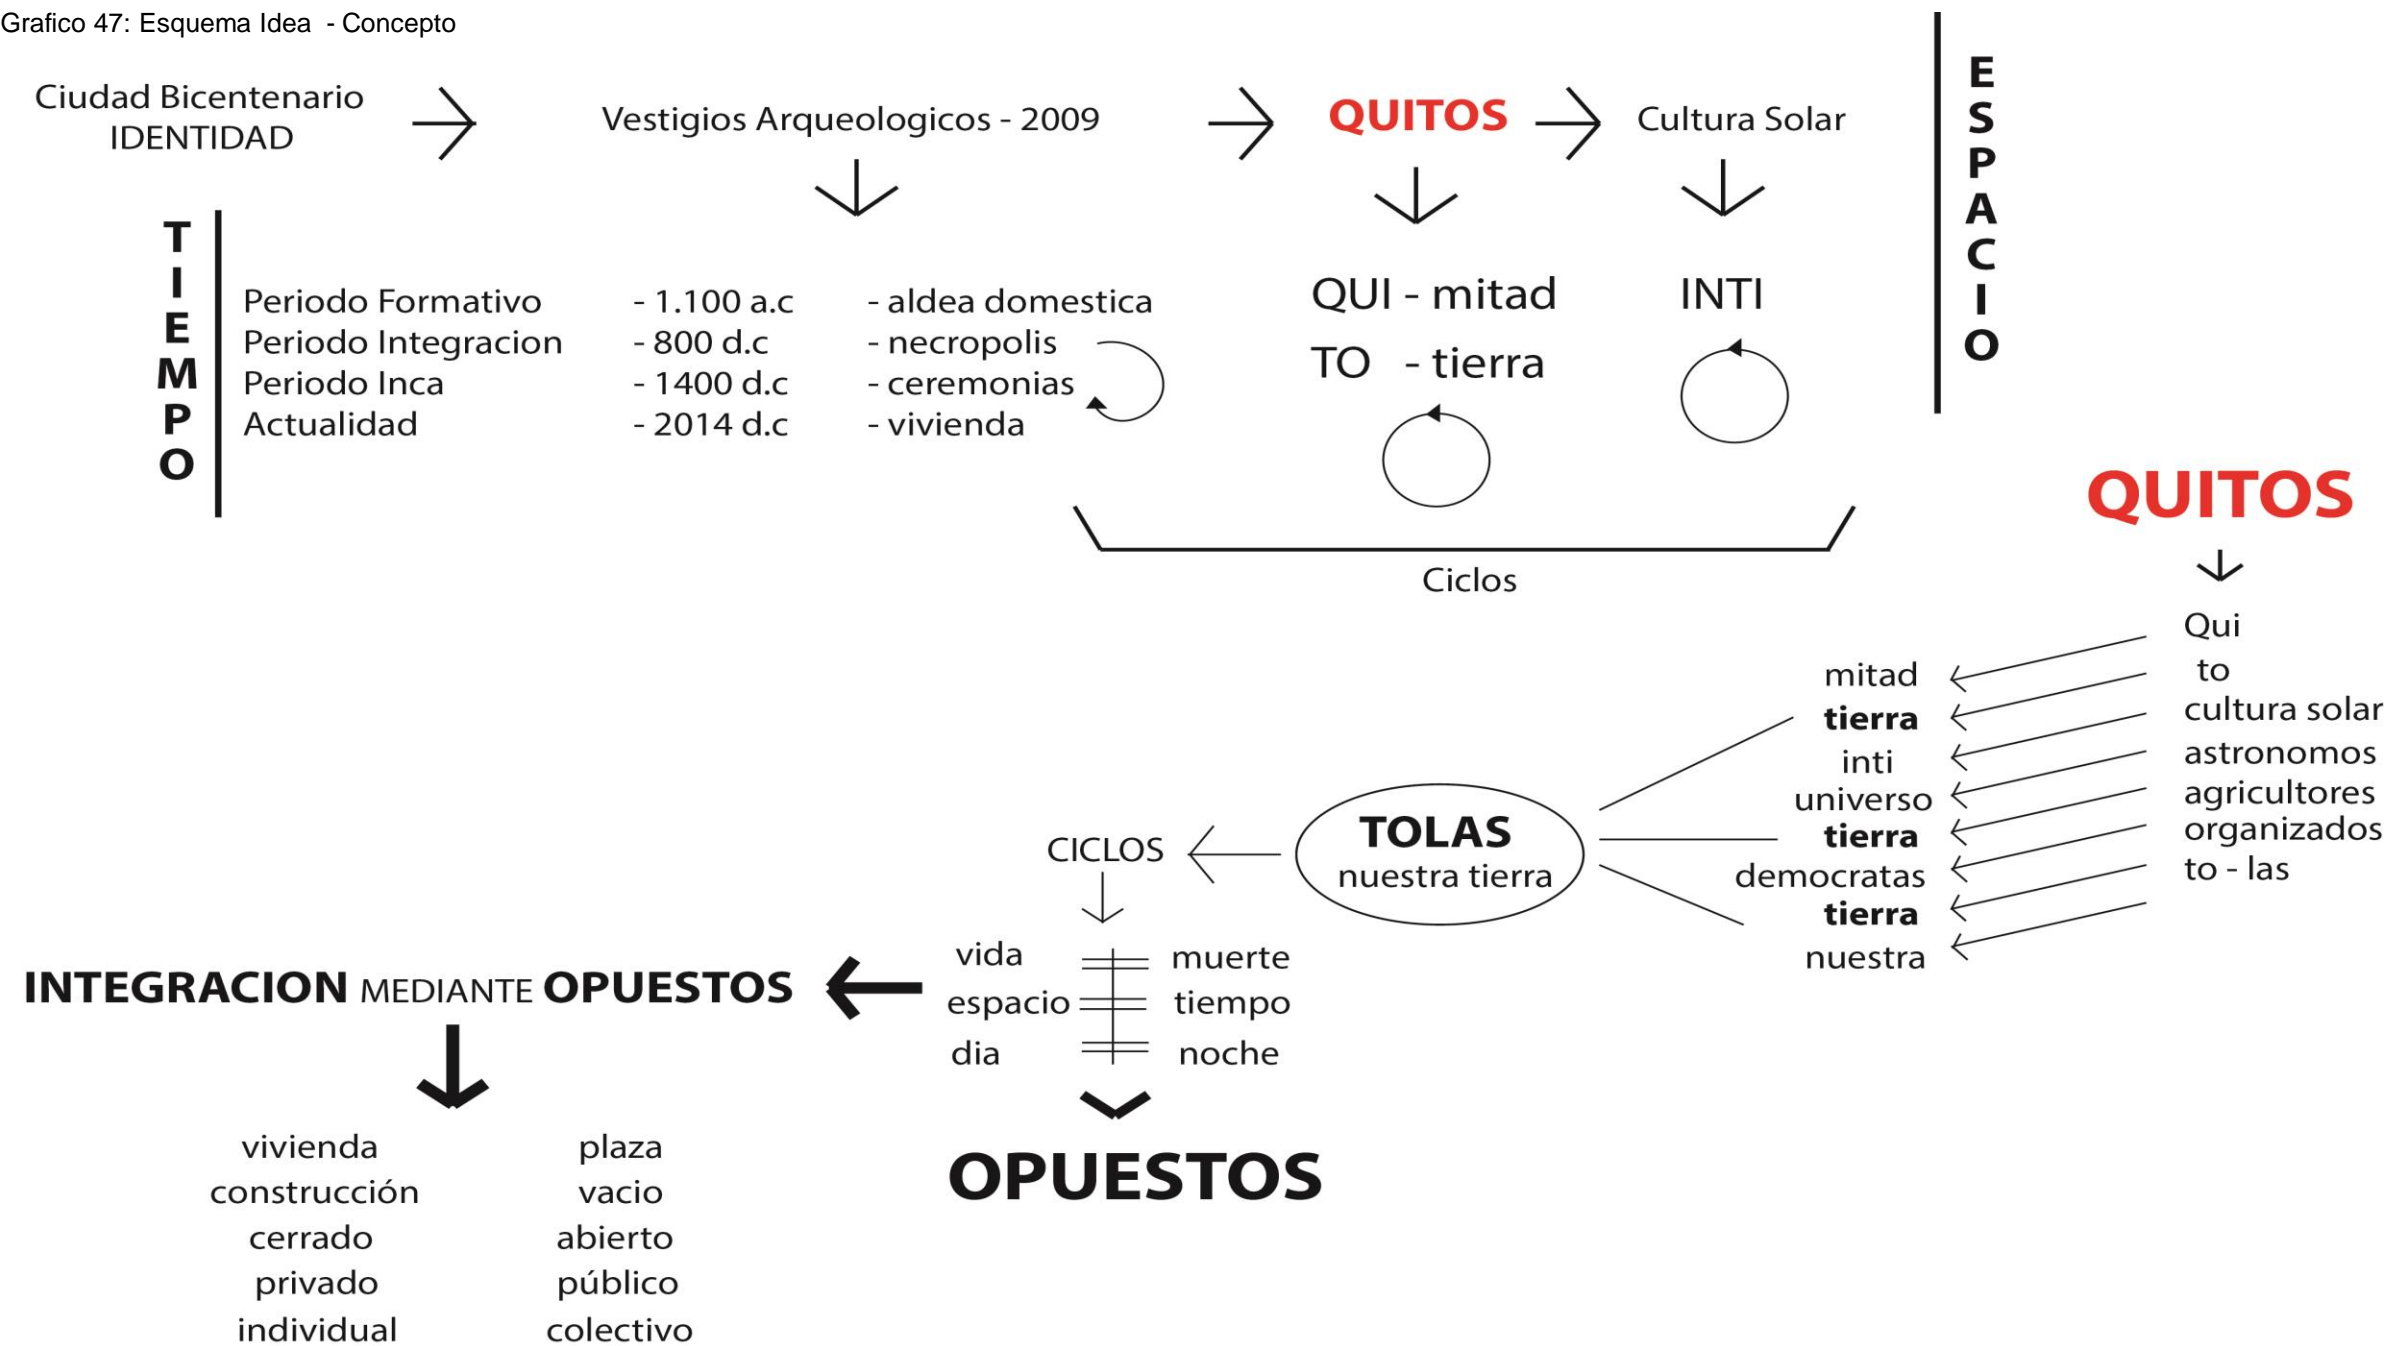 Grafico 47: Esquema Idea - Concepto
Ciudad Bicentenario
IDENTIDAD
Vestigios Arqueologicos - 2009
QUITOS
Cultura Solar
ESPACIO
TIEMPO
Periodo Formativo - 1.100 a.c - aldea domestica
Periodo Integracion - 800 d.c - necropolis
Periodo Inca - 1400 d.c - ceremonias
Actualidad - 2014 d.c - vivienda
QUI - mitad
TO - tierra
INTI
Ciclos
QUITOS
Qui
to
cultura solar
astronomos
agricultores
organizados
to - las
mitad
tierra
inti
universo
tierra
democratas
tierra
nuestra
TOLAS
nuestra tierra
CICLOS
vida muerte
espacio tiempo
dia noche
OPUESTOS
INTEGRACION MEDIANTE OPUESTOS
vivienda plaza
construcción vacio
cerrado abierto
privado público
individual colectivo